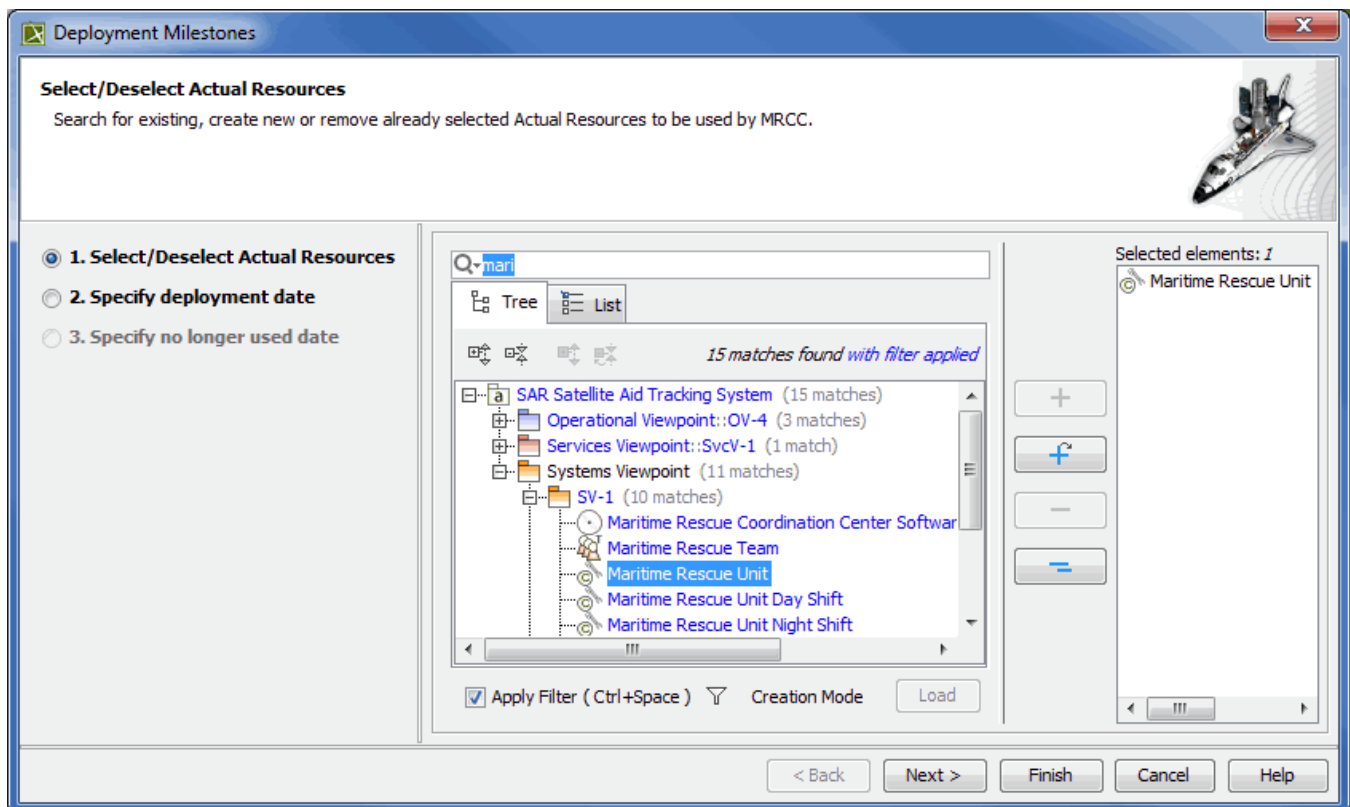 Deployment Milestones
Select/Deselect Actual Resources
Search for existing, create new or remove already selected Actual Resources to be used by MRCC.
1. Select/Deselect Actual Resources
2. Specify deployment date
3. Specify no longer used date
mari
Tree
List
15 matches found with filter applied
a SAR Satellite Aid Tracking System (15 matches)
Operational Viewpoint::OV-4 (3 matches)
Services Viewpoint::SvcV-1 (1 match)
Systems Viewpoint (11 matches)
SV-1 (10 matches)
Maritime Rescue Coordination Center Softwar
Maritime Rescue Team
Maritime Rescue Unit
Maritime Rescue Unit Day Shift
Maritime Rescue Unit Night Shift
Apply Filter ( Ctrl+Space )
Creation Mode
Load
Selected elements: 1
Maritime Rescue Unit
< Back
Next >
Finish
Cancel
Help